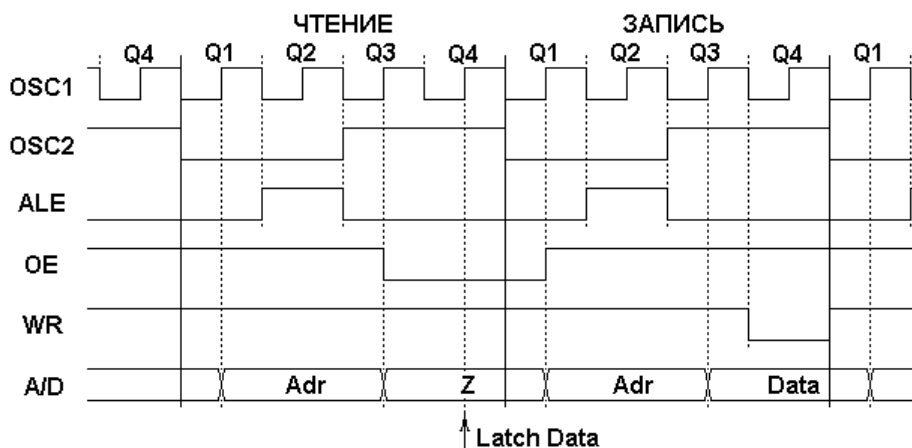 ЧТЕНИЕ ЗАПИСЬ
Q4 Q1 Q2 Q3 Q4 Q1 Q2 Q3 Q4 Q1
OSC1
OSC2
ALE
OE
WR
A/D Adr Z Adr Data
Latch Data